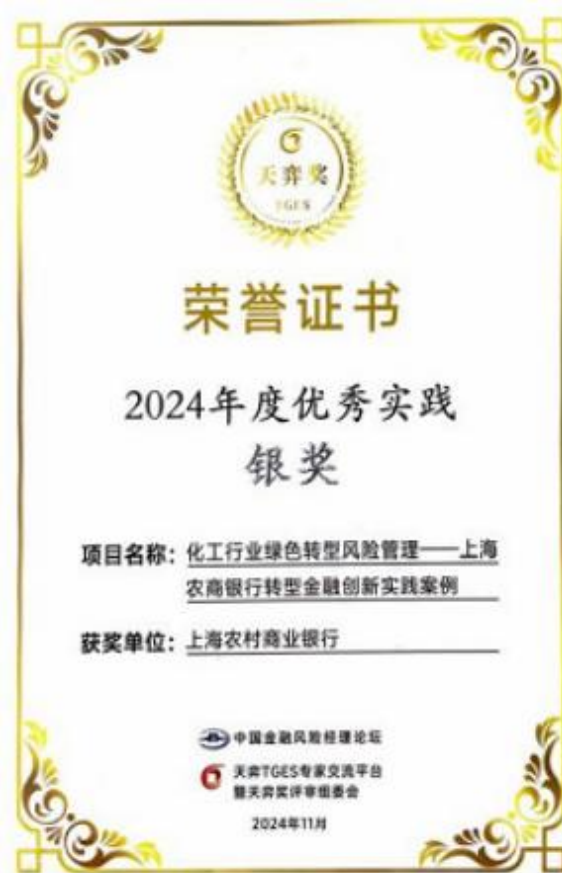 天弈奖
TGES
荣誉证书
2024年度优秀实践
银奖
项目名称：化工行业绿色转型风险管理——上海
农商银行转型金融创新实践案例
获奖单位：上海农村商业银行
中国金融风险经理论坛
天弈TGES专家交流平台
暨天弈奖评审组委会
2024年11月